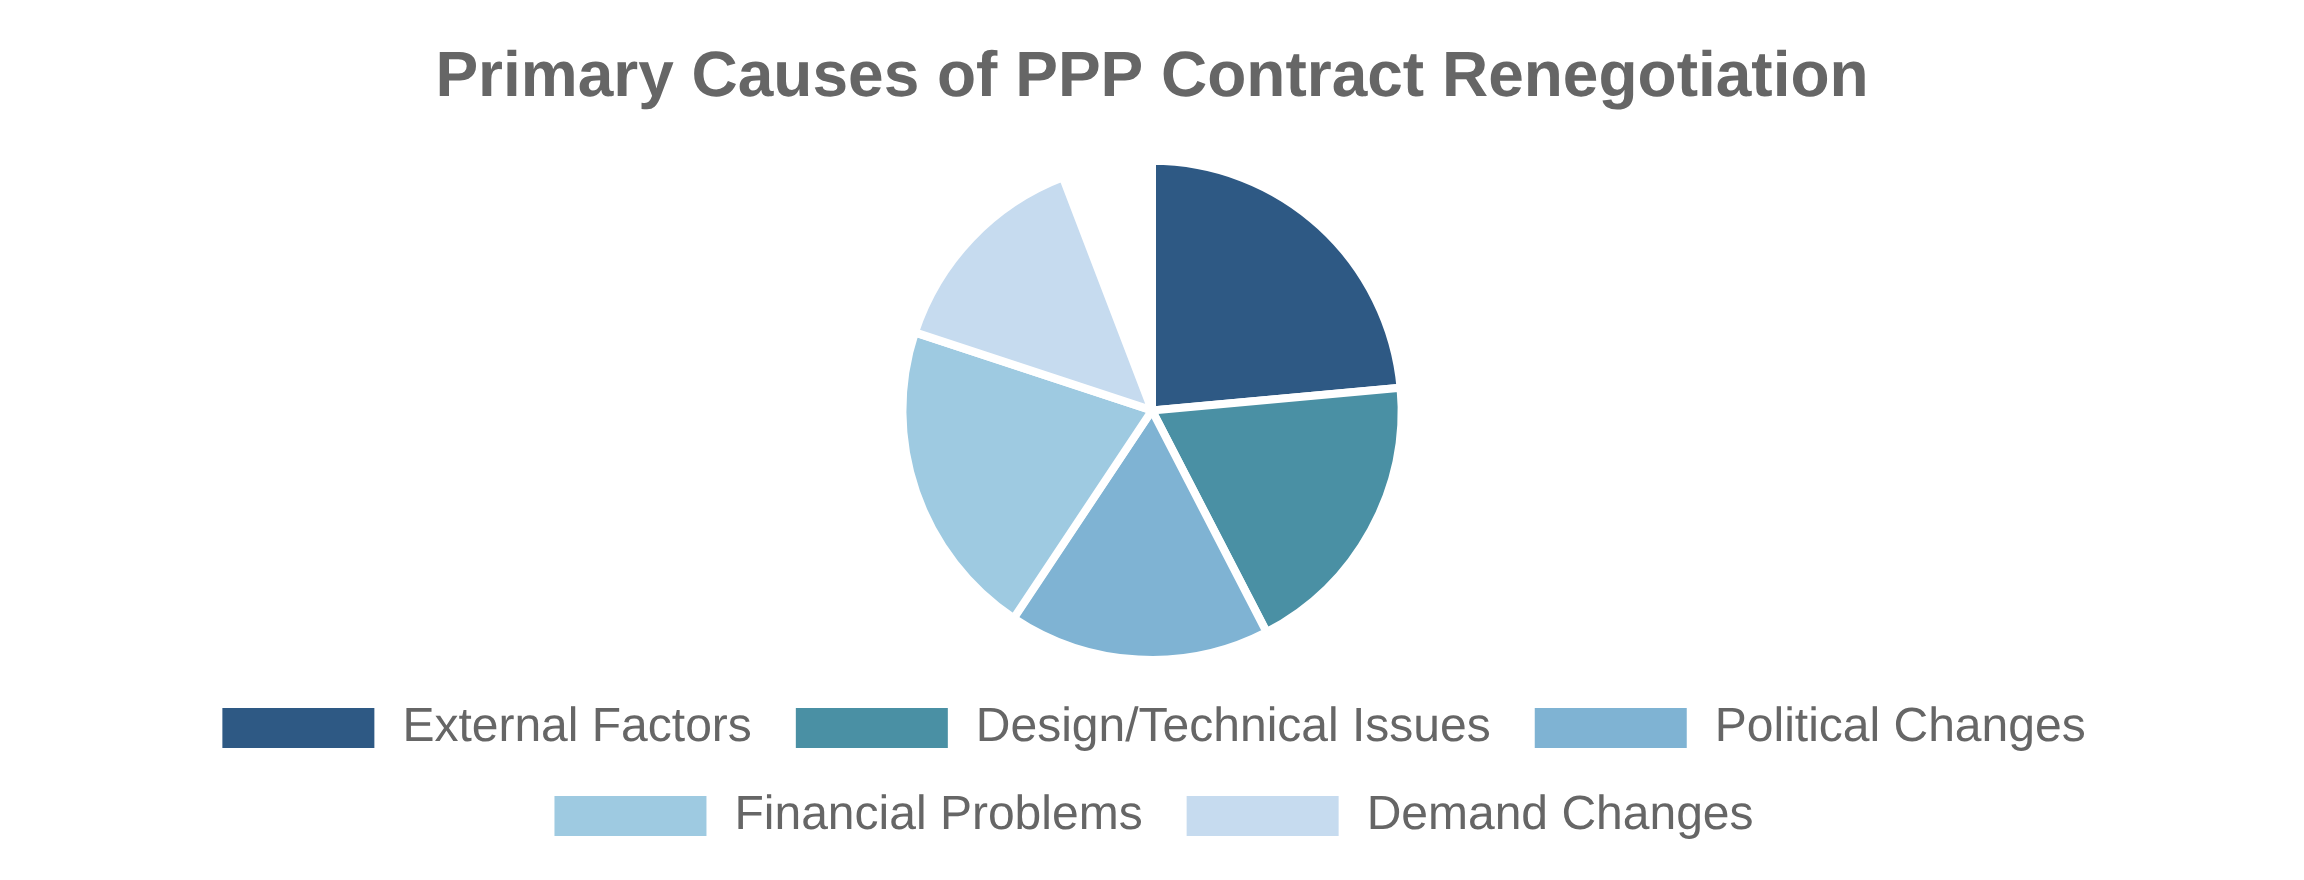 Primary Causes of PPP Contract Renegotiation
External Factors Design/Technical Issues Political Changes
Financial Problems Demand Changes